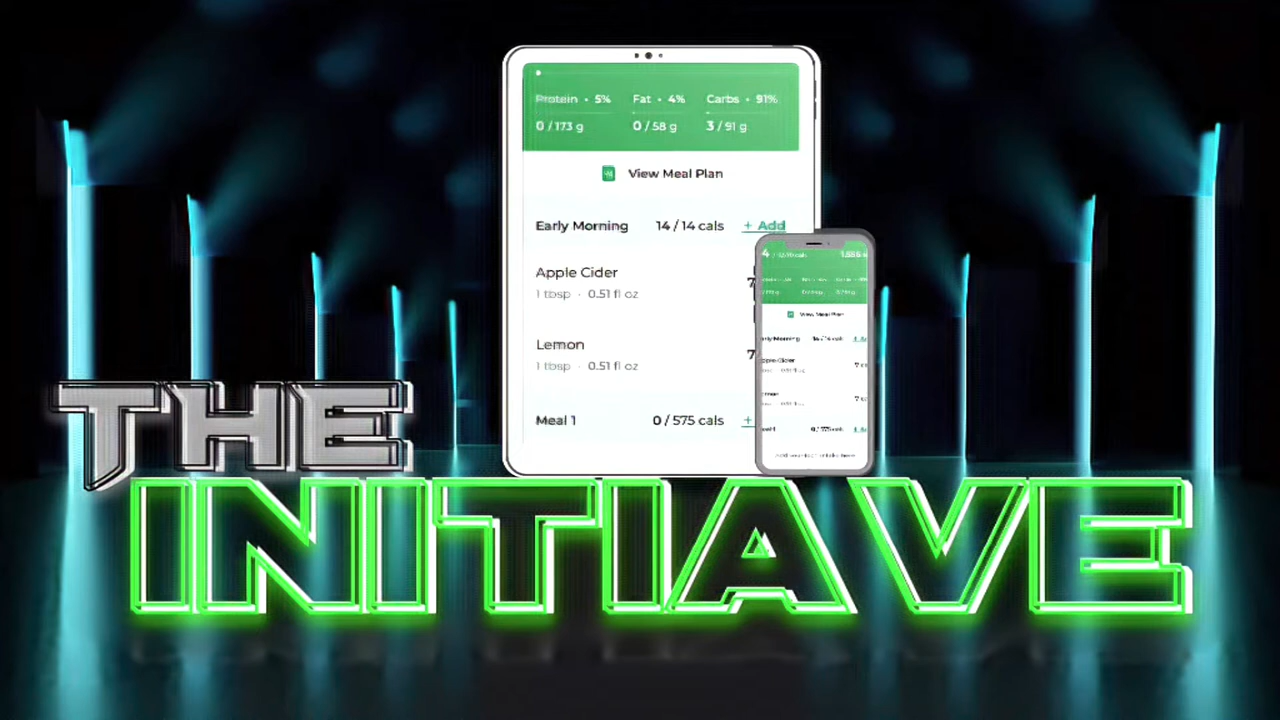 Protein • 5% Fat • 4% Carbs • 91%
0 / 173 g 0 / 58 g 3 / 91 g
View Meal Plan
Early Morning 14 / 14 cals + Add
Apple Cider 7
1 tbsp · 0.51 fl oz
Lemon 7
1 tbsp · 0.51 fl oz
Meal 1 0 / 575 cals +
View Meal Plan
THE
INITIAVE